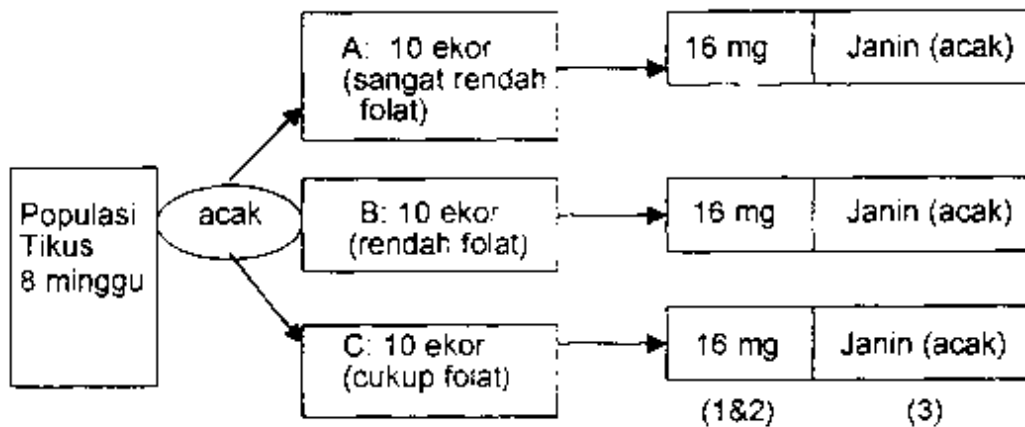 Populasi
Tikus
8 minggu
acak
A: 10 ekor
(sangat rendah
folat)
16 mg
Janin (acak)
B: 10 ekor
(rendah folat)
16 mg
Janin (acak)
C: 10 ekor
(cukup folat)
16 mg
Janin (acak)
(1&2)
(3)